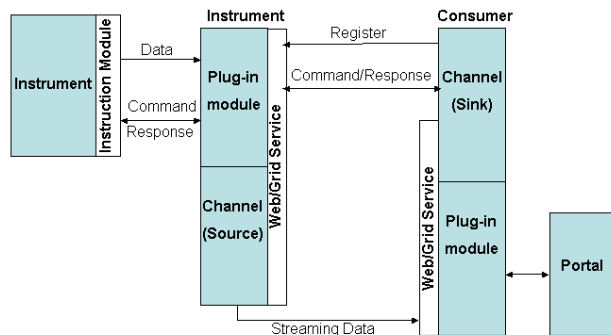 Instrument
Consumer
Instrument
Instruction Module
Data
Command
Response
Plug-in
module
Channel
(Source)
Web/Grid Service
Register
Command/Response
Streaming Data
Web/Grid Service
Channel
(Sink)
Plug-in
module
Portal